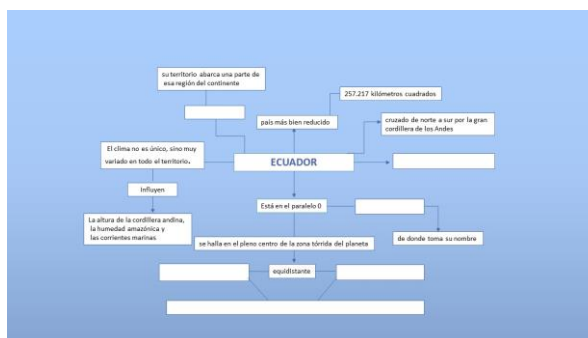 su territorio abarca una parte de
esa región del continente
257.217 kilómetros cuadrados
país más bien reducido
cruzado de norte a sur por la gran
cordillera de los Andes
El clima no es único, sino muy
variado en todo el territorio.
ECUADOR
Influyen
Está en el paralelo 0
La altura de la cordillera andina,
la humedad amazónica y
las corrientes marinas
de donde toma su nombre
se halla en el pleno centro de la zona tórrida del planeta
equidistante